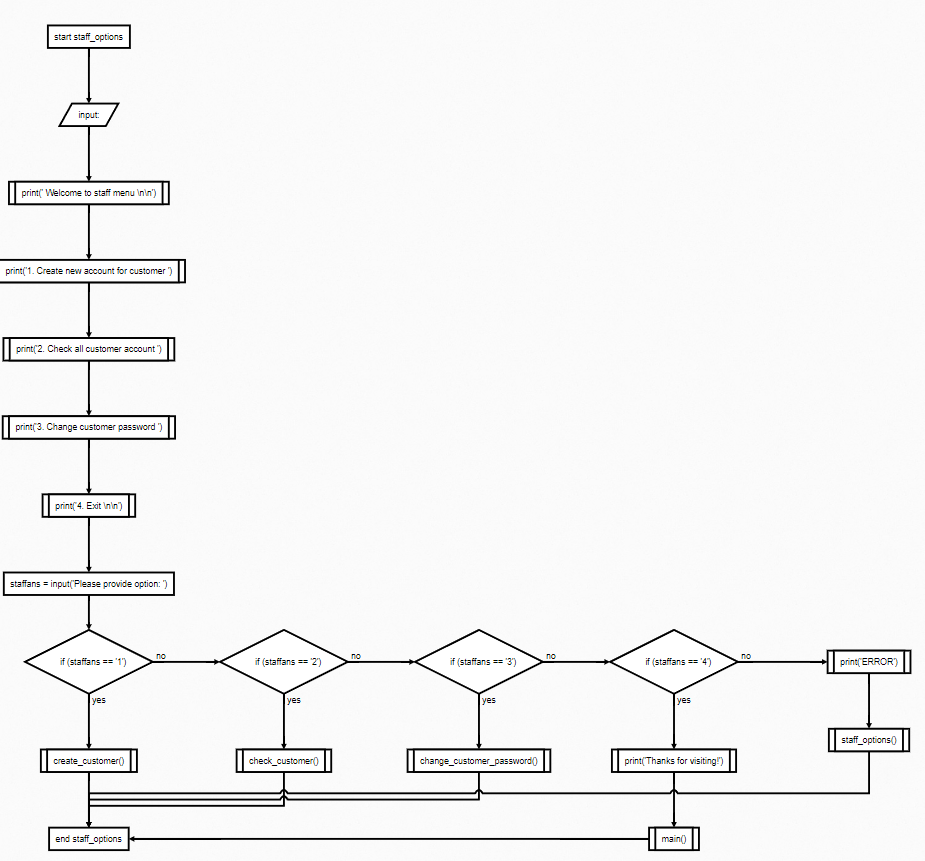 start staff_options
input:
print(' Welcome to staff menu \n\n')
print('1. Create new account for customer ')
print('2. Check all customer account ')
print('3. Change customer password ')
print('4. Exit \n\n')
staffans = input('Please provide option: ')
if (staffans == '1')
no
if (staffans == '2')
no
if (staffans == '3')
no
if (staffans == '4')
no
print('ERROR')
yes
yes
yes
yes
staff_options()
create_customer()
check_customer()
change_customer_password()
print('Thanks for visiting!')
end staff_options
main()